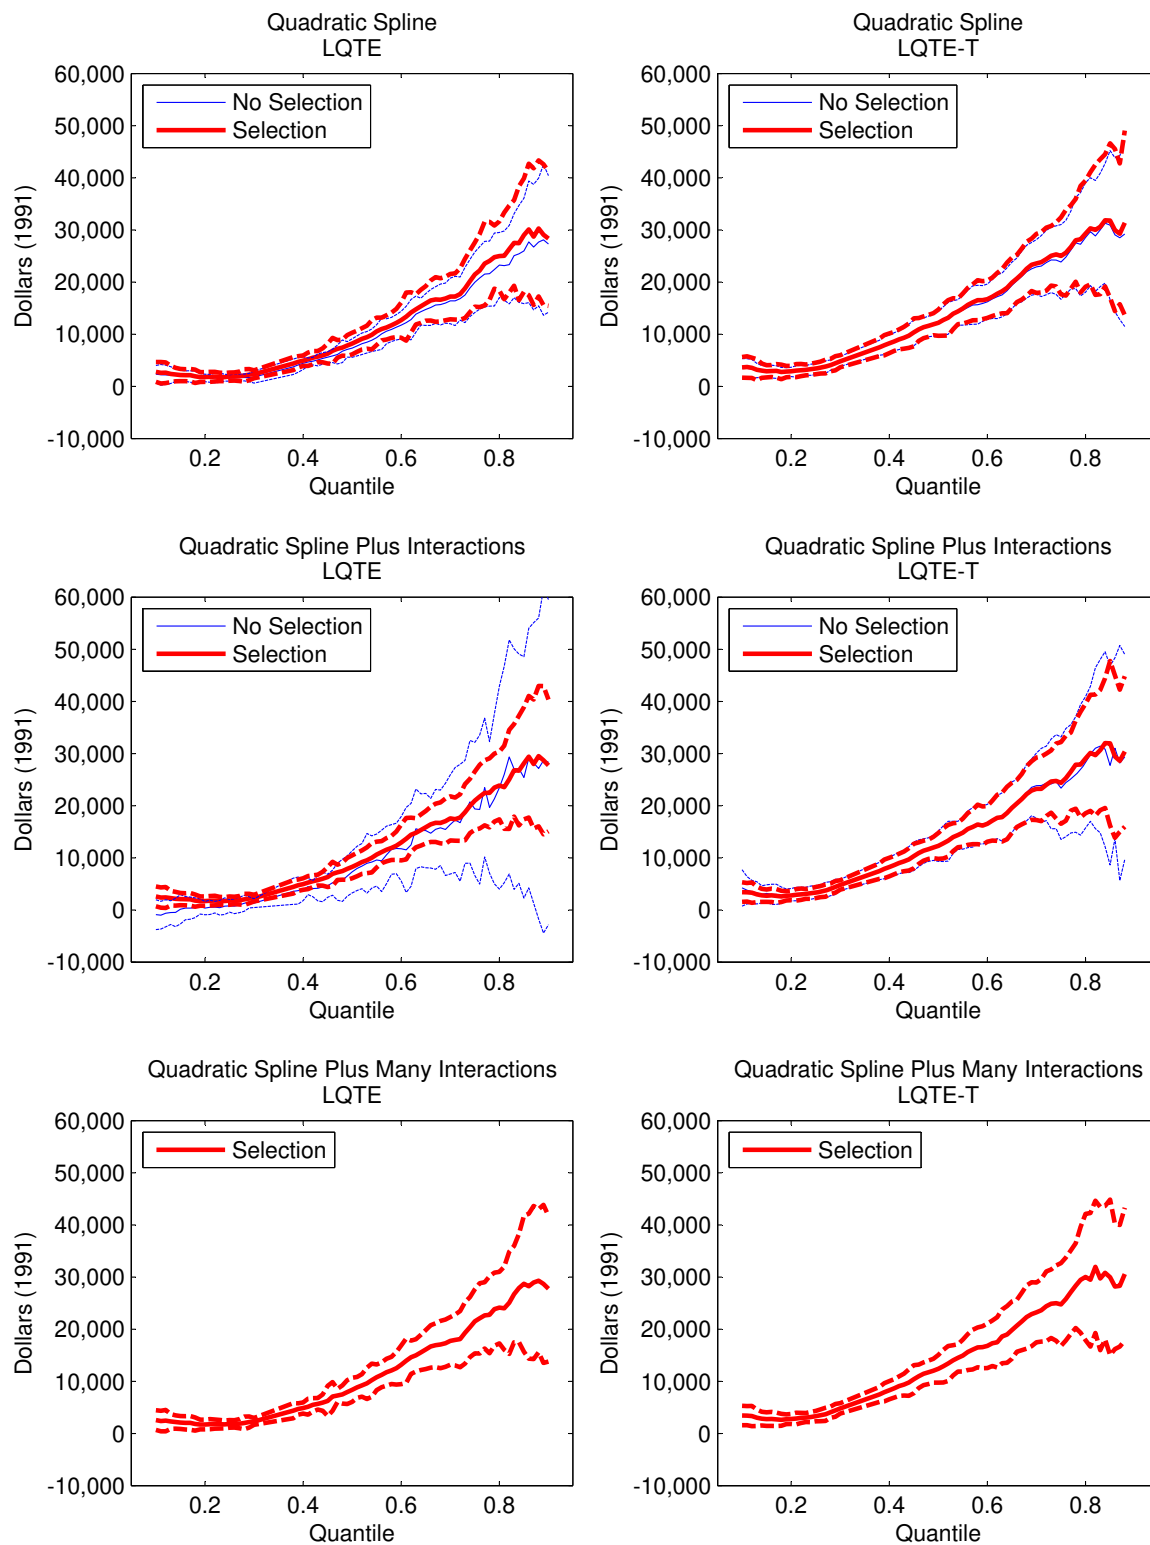 Quadratic Spline
LQTE
60,000
50,000
40,000
30,000
20,000
10,000
0
-10,000
Dollars (1991)
No Selection
Selection
0.2 0.4 0.6 0.8
Quantile
Quadratic Spline
LQTE-T
60,000
50,000
40,000
30,000
20,000
10,000
0
-10,000
Dollars (1991)
No Selection
Selection
0.2 0.4 0.6 0.8
Quantile
Quadratic Spline Plus Interactions
LQTE
60,000
50,000
40,000
30,000
20,000
10,000
0
-10,000
Dollars (1991)
No Selection
Selection
0.2 0.4 0.6 0.8
Quantile
Quadratic Spline Plus Interactions
LQTE-T
60,000
50,000
40,000
30,000
20,000
10,000
0
-10,000
Dollars (1991)
No Selection
Selection
0.2 0.4 0.6 0.8
Quantile
Quadratic Spline Plus Many Interactions
LQTE
60,000
50,000
40,000
30,000
20,000
10,000
0
-10,000
Dollars (1991)
Selection
0.2 0.4 0.6 0.8
Quantile
Quadratic Spline Plus Many Interactions
LQTE-T
60,000
50,000
40,000
30,000
20,000
10,000
0
-10,000
Dollars (1991)
Selection
0.2 0.4 0.6 0.8
Quantile